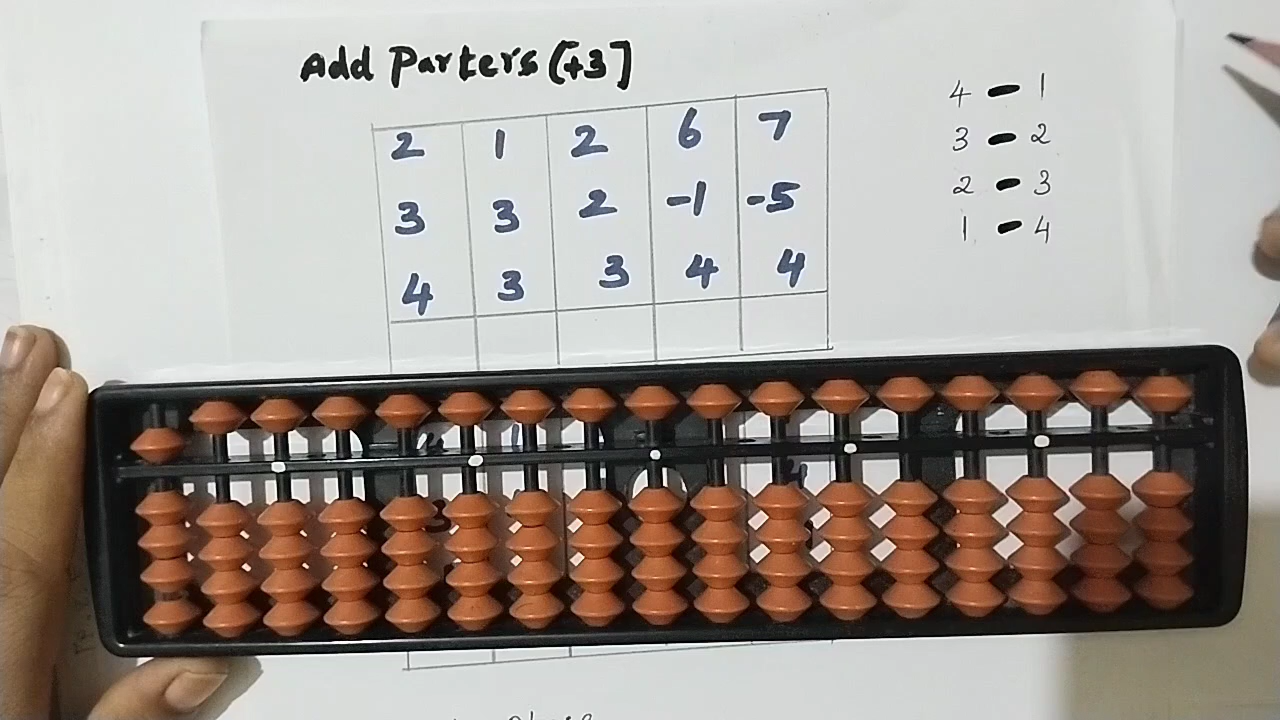 Add Parters (+3]
2 1 2 6 7
3 3 2 -1 -5
4 3 3 4 4
4 - 1
3 - 2
2 - 3
1 - 4